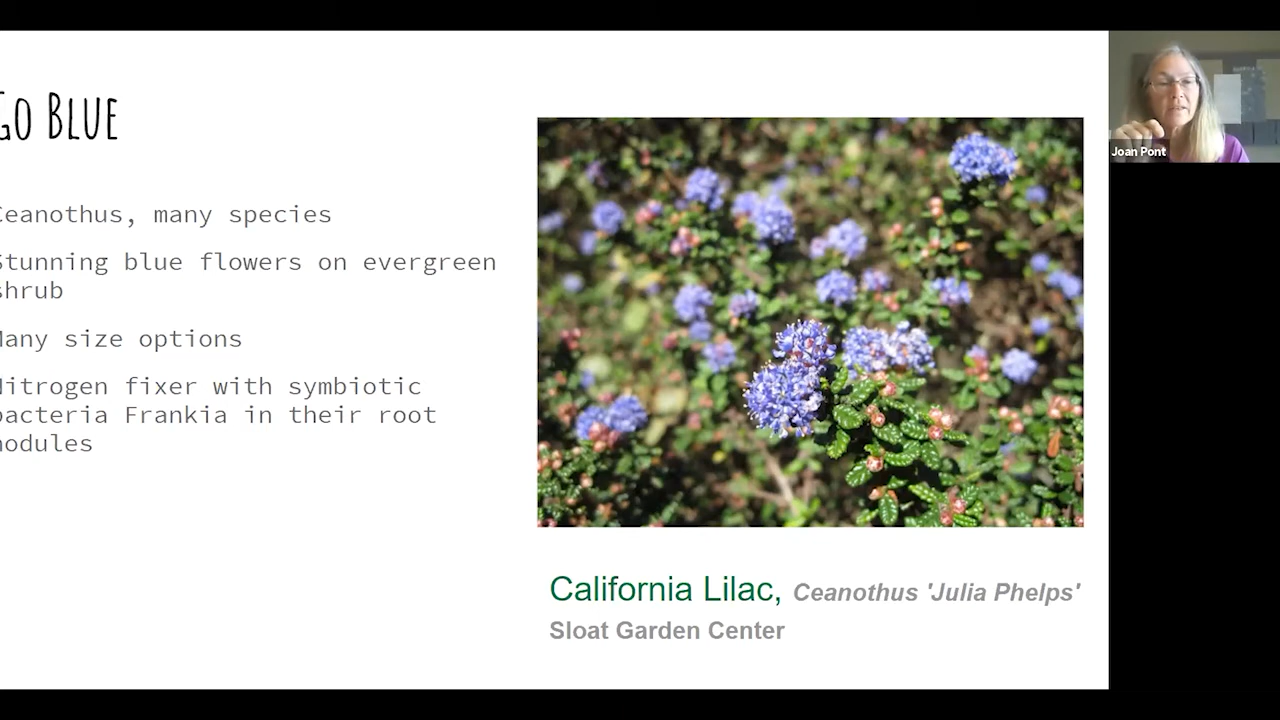 Go Blue
Ceanothus, many species
Stunning blue flowers on evergreen
shrub
Many size options
Nitrogen fixer with symbiotic
bacteria Frankia in their root
nodules
California Lilac, Ceanothus 'Julia Phelps'
Sloat Garden Center
Joan Pont